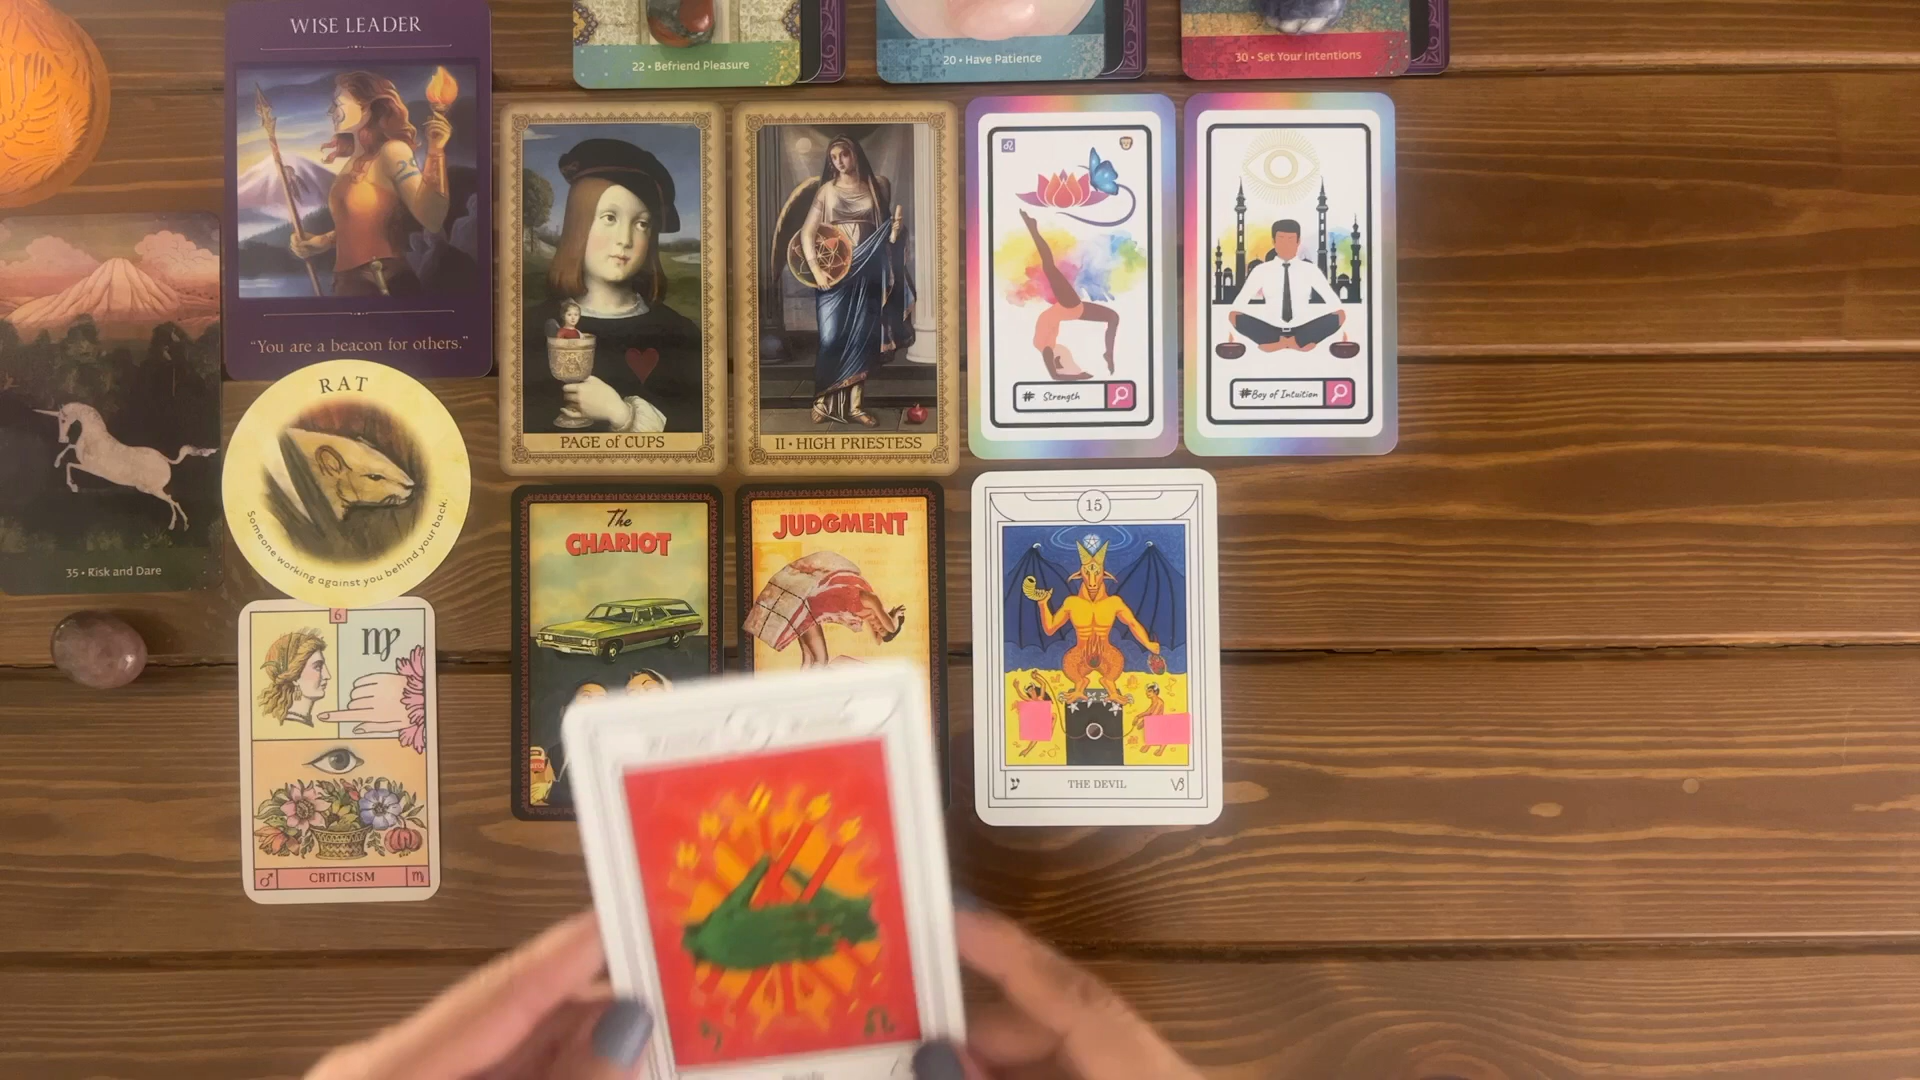 WISE LEADER
"You are a beacon for others."
22 • Befriend Pleasure
20 • Have Patience
30 • Set Your Intentions
PAGE of CUPS
II • HIGH PRIESTESS
# Strength
#Boy of Intuition
35 • Risk and Dare
RAT
Someone working against you behind your back.
6
CRITICISM
The
CHARIOT
JUDGMENT
15
THE DEVIL